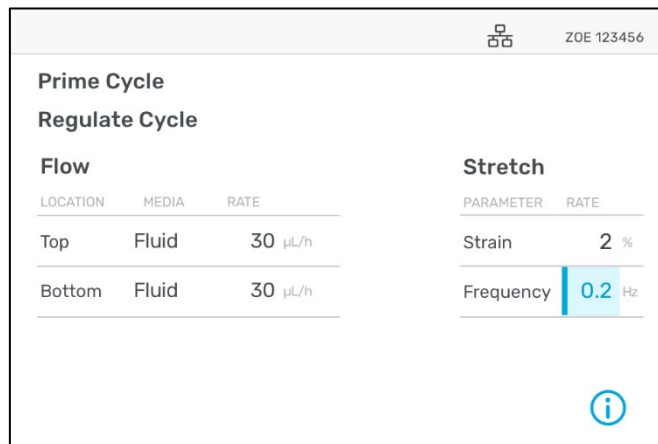 ZOE 123456
Prime Cycle
Regulate Cycle
Flow
LOCATION MEDIA RATE
Top Fluid 30 µL/h
Bottom Fluid 30 µL/h
Stretch
PARAMETER RATE
Strain 2 %
Frequency 0.2 Hz